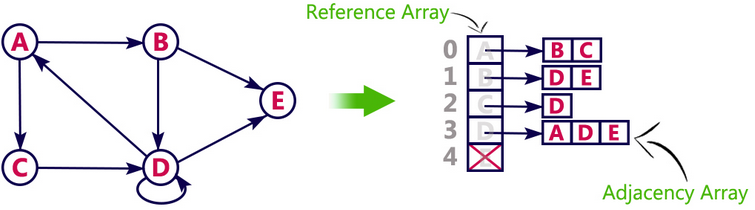 Reference Array
A B
E
C D
0 A B C
1 B D E
2 C D
3 D A D E
4
Adjacency Array